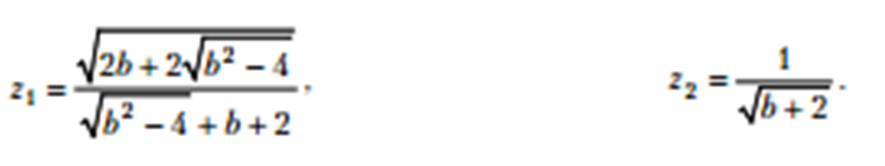 z₁ = √(2b + 2√(b² − 4)) / (√(b² − 4) + b + 2).
z₂ = 1 / √(b + 2).